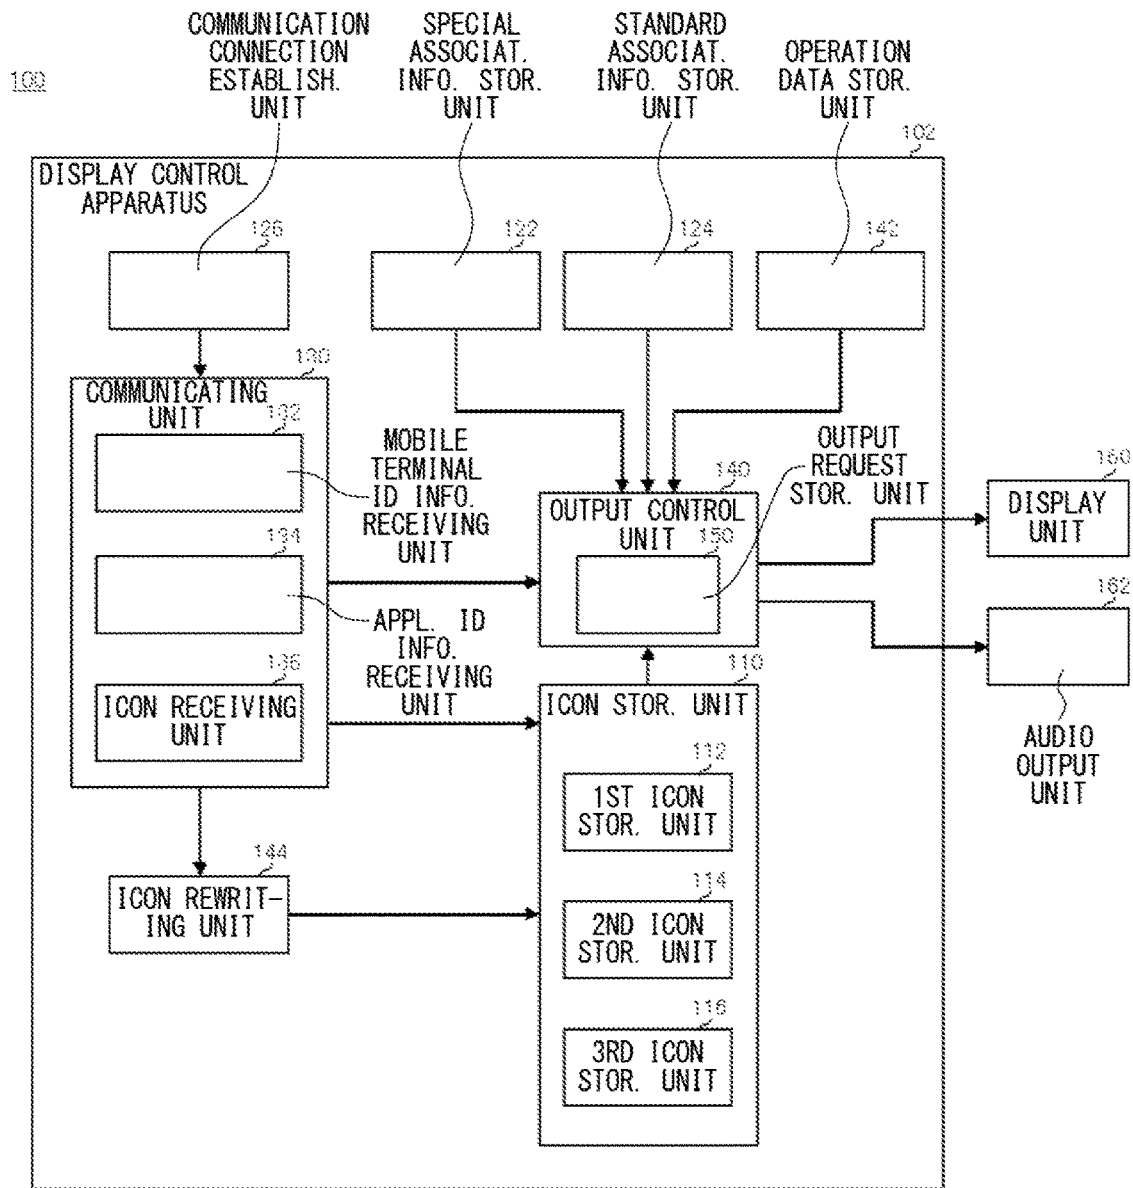 COMMUNICATION
CONNECTION
ESTABLISH.
UNIT
SPECIAL
ASSOCIAT.
INFO. STOR.
UNIT
STANDARD
ASSOCIAT.
INFO. STOR.
UNIT
OPERATION
DATA STOR.
UNIT
100
102
DISPLAY CONTROL
APPARATUS
126
122
124
142
130
COMMUNICATING
UNIT
132
MOBILE
TERMINAL
ID INFO.
RECEIVING
UNIT
134
APPL. ID
INFO.
RECEIVING
UNIT
136
ICON RECEIVING
UNIT
140
OUTPUT CONTROL
UNIT
150
OUTPUT
REQUEST
STOR. UNIT
160
DISPLAY
UNIT
162
AUDIO
OUTPUT
UNIT
110
ICON STOR. UNIT
112
1ST ICON
STOR. UNIT
114
2ND ICON
STOR. UNIT
116
3RD ICON
STOR. UNIT
144
ICON REWRIT-
ING UNIT